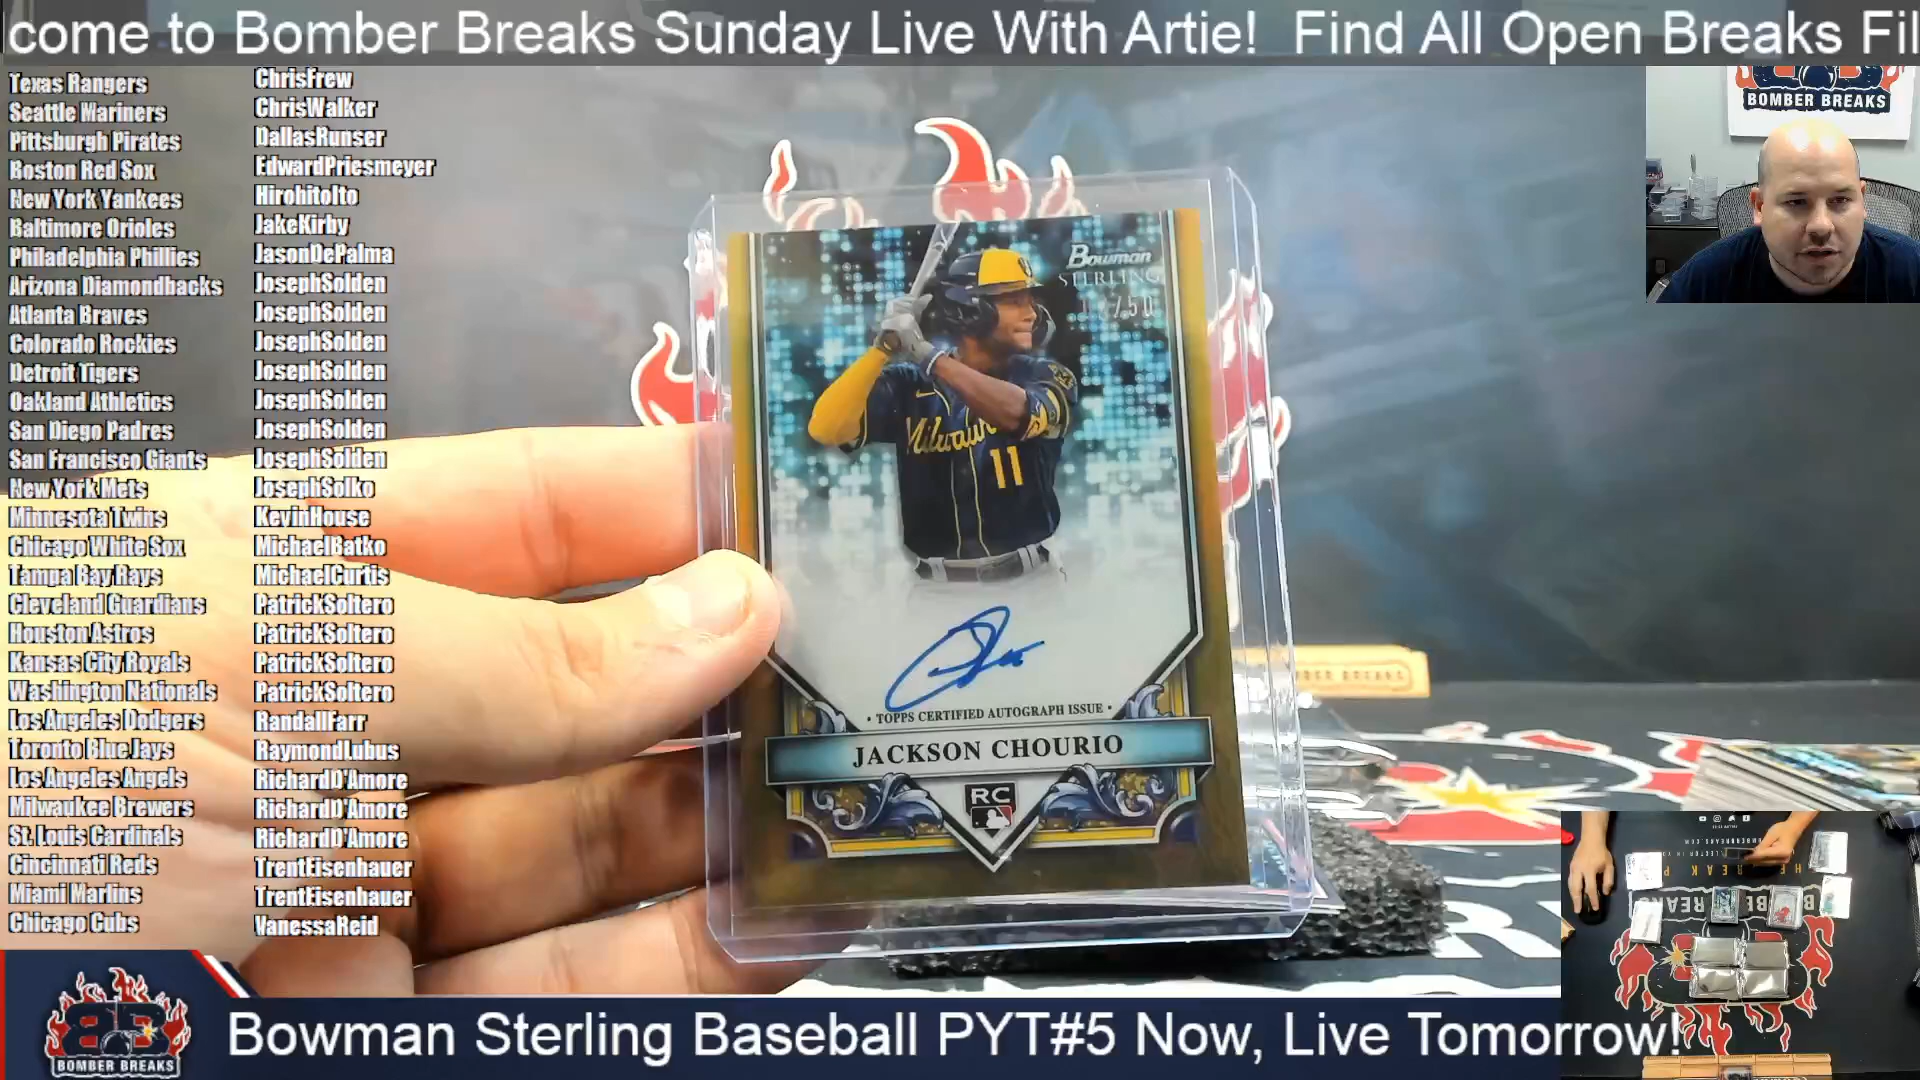 come to Bomber Breaks Sunday Live With Artie! Find All Open Breaks Fil
BOMBER BREAKS
Texas Rangers ChrisFrew
Seattle Mariners ChrisWalker
Pittsburgh Pirates DallasRunser
Boston Red Sox EdwardPriesmeyer
New York Yankees HirohitoIto
Baltimore Orioles JakeKirby
Philadelphia Phillies JasonDePalma
Arizona Diamondbacks JosephSolden
Atlanta Braves JosephSolden
Colorado Rockies JosephSolden
Detroit Tigers JosephSolden
Oakland Athletics JosephSolden
San Diego Padres JosephSolden
San Francisco Giants JosephSolden
New York Mets JosephSolko
Minnesota Twins KevinHouse
Chicago White Sox MichaelBatko
Tampa Bay Rays MichaelCurtis
Cleveland Guardians PatrickSoltero
Houston Astros PatrickSoltero
Kansas City Royals PatrickSoltero
Washington Nationals PatrickSoltero
Los Angeles Dodgers RandallFarr
Toronto Blue Jays RaymondLubus
Los Angeles Angels RichardD'Amore
Milwaukee Brewers RichardD'Amore
St. Louis Cardinals RichardD'Amore
Cincinnati Reds TrentEisenhauer
Miami Marlins TrentEisenhauer
Chicago Cubs VanessaReid
Bowman
STERLING
/50
11
• TOPPS CERTIFIED AUTOGRAPH ISSUE •
JACKSON CHOURIO
RC
BOMBER BREAKS
Bowman Sterling Baseball PYT#5 Now, Live Tomorrow!